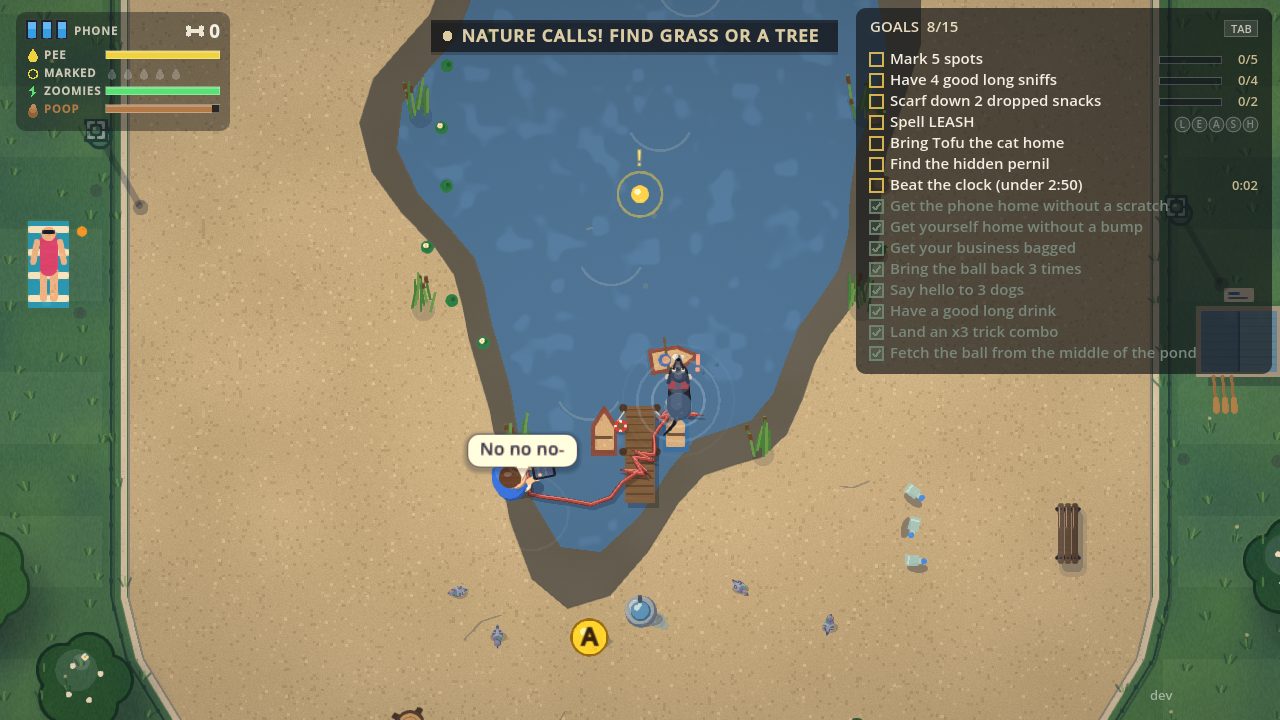 PHONE 0
PEE
MARKED
ZOOMIES
POOP
NATURE CALLS! FIND GRASS OR A TREE
GOALS 8/15 TAB
Mark 5 spots 0/5
Have 4 good long sniffs 0/4
Scarf down 2 dropped snacks 0/2
Spell LEASH L E A S H
Bring Tofu the cat home
Find the hidden pernil
Beat the clock (under 2:50) 0:02
Get the phone home without a scratch
Get yourself home without a bump
Get your business bagged
Bring the ball back 3 times
Say hello to 3 dogs
Have a good long drink
Land an x3 trick combo
Fetch the ball from the middle of the pond
!
!
No no no-
A
dev